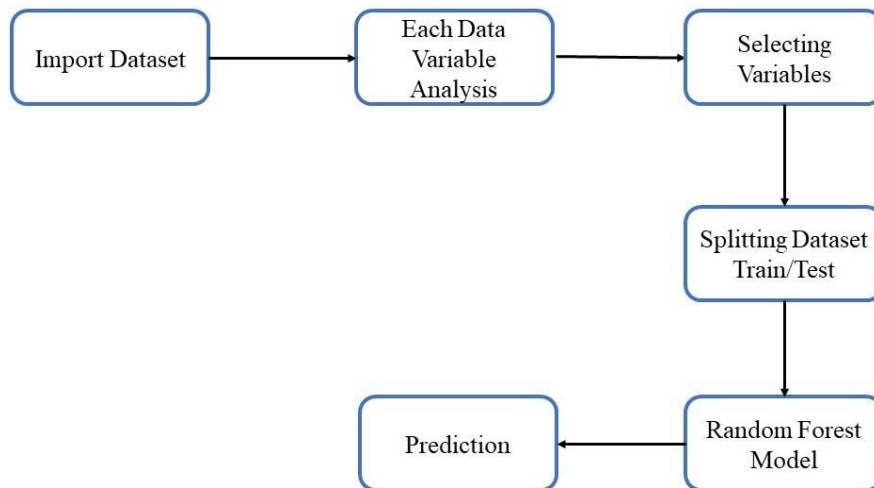 Import Dataset
Each Data
Variable
Analysis
Selecting
Variables
Splitting Dataset
Train/Test
Random Forest
Model
Prediction